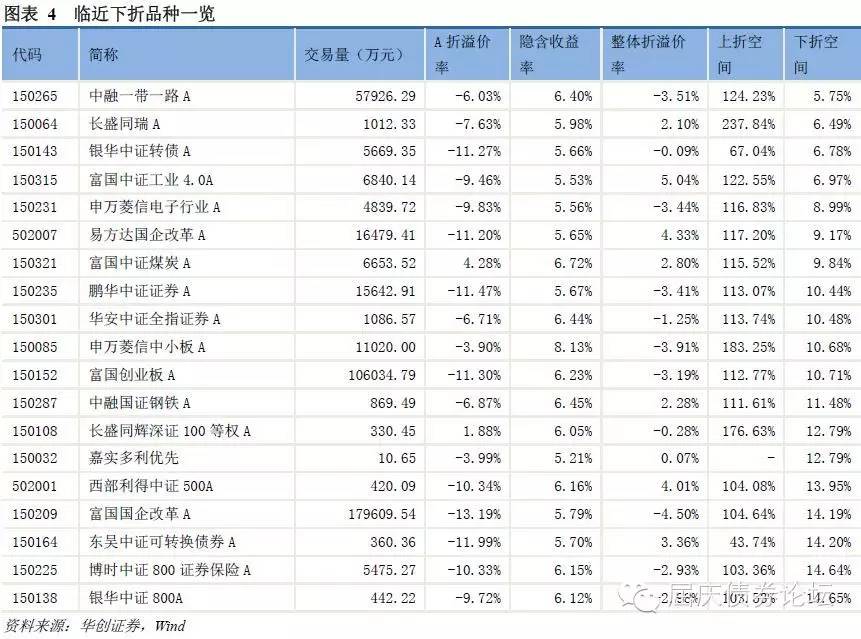 图表 4 临近下折品种一览
代码 简称 交易量（万元） A 折溢价率 隐含收益率 整体折溢价率 上折空间 下折空间
150265 中融一带一路 A 57926.29 -6.03% 6.40% -3.51% 124.23% 5.75%
150064 长盛同瑞 A 1012.33 -7.63% 5.98% 2.10% 237.84% 6.49%
150143 银华中证转债 A 5669.35 -11.27% 5.66% -0.09% 67.04% 6.78%
150315 富国中证工业 4.0A 6840.14 -9.46% 5.53% 5.04% 122.55% 6.97%
150231 申万菱信电子行业 A 4839.72 -9.83% 5.56% -3.44% 116.83% 8.99%
502007 易方达国企改革 A 16479.41 -11.20% 5.65% 4.33% 117.20% 9.17%
150321 富国中证煤炭 A 6653.52 4.28% 6.72% 2.80% 115.52% 9.84%
150235 鹏华中证证券 A 15642.91 -11.47% 5.67% -3.41% 113.07% 10.44%
150301 华安中证全指证券 A 1086.57 -6.71% 6.44% -1.25% 113.74% 10.48%
150085 申万菱信中小板 A 11020.00 -3.90% 8.13% -3.91% 183.25% 10.68%
150152 富国创业板 A 106034.79 -11.30% 6.23% -3.19% 112.77% 10.71%
150287 中融国证钢铁 A 869.49 -6.87% 6.45% 2.28% 111.61% 11.48%
150108 长盛同辉深证 100 等权 A 330.45 1.88% 6.05% -0.28% 176.63% 12.79%
150032 嘉实多利优先 10.65 -3.99% 5.21% 0.07% - 12.79%
502001 西部利得中证 500A 420.09 -10.34% 6.16% 4.01% 104.08% 13.95%
150209 富国国企改革 A 179609.54 -13.19% 5.79% -4.50% 104.64% 14.19%
150164 东吴中证可转换债券 A 360.36 -11.99% 5.70% 3.36% 43.74% 14.20%
150225 博时中证 800 证券保险 A 5475.27 -10.33% 6.15% -2.93% 103.36% 14.64%
150138 银华中证 800A 442.22 -9.72% 6.12%
屈庆债券论坛
资料来源：华创证券，Wind